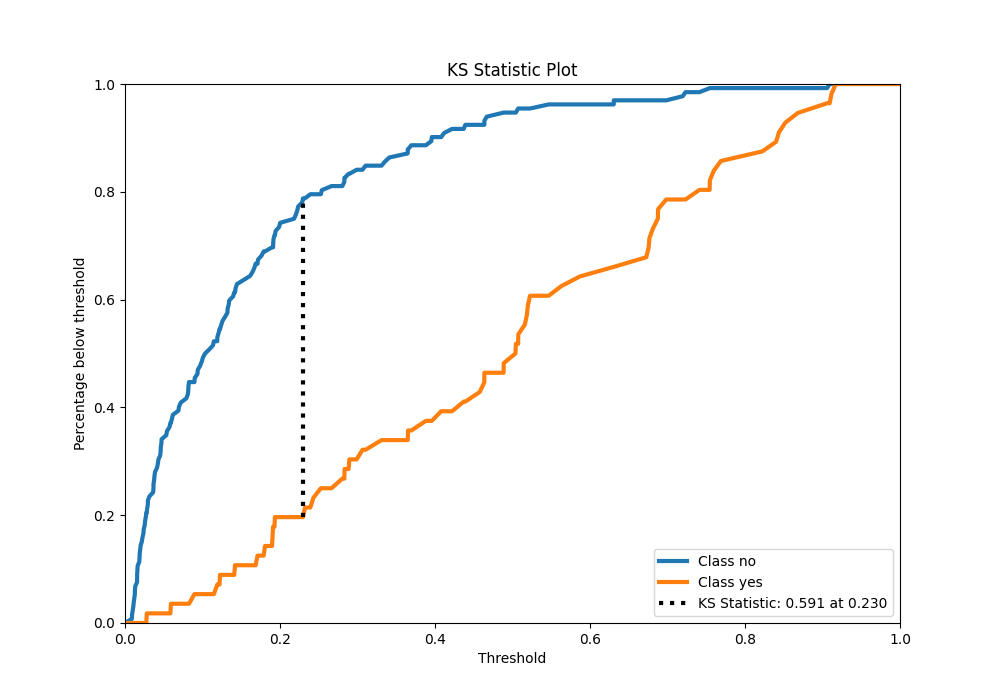 KS Statistic Plot
1.0
0.8
0.6
0.4
0.2
0.0
Percentage below threshold
Class no
Class yes
KS Statistic: 0.591 at 0.230
0.0 0.2 0.4 0.6 0.8 1.0
Threshold